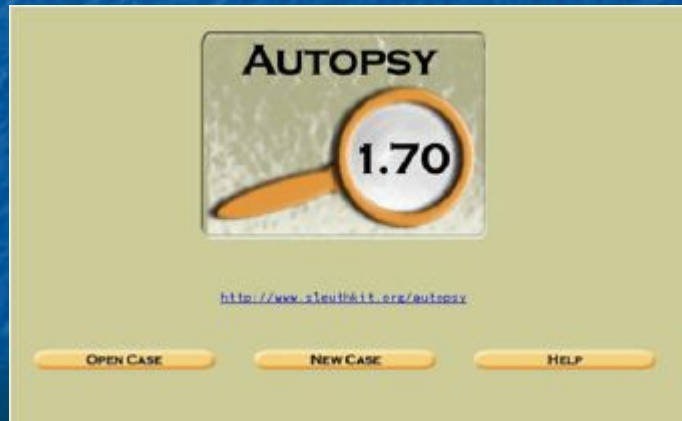 AUTOPSY
1.70
http://www.sleuthkit.org/autopsy
OPEN CASE
NEW CASE
HELP